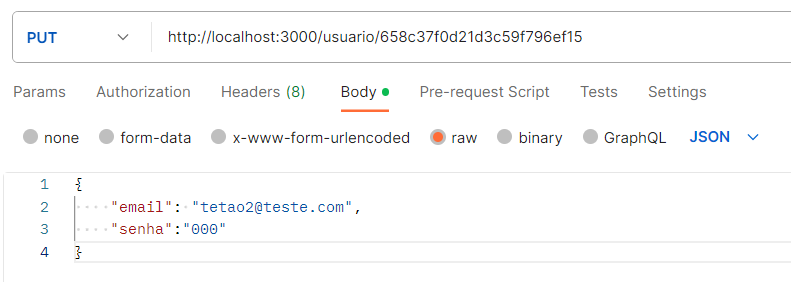 PUT http://localhost:3000/usuario/658c37f0d21d3c59f796ef15
Params Authorization Headers (8) Body Pre-request Script Tests Settings
none form-data x-www-form-urlencoded raw binary GraphQL JSON
1 {
2 "email": "tetao2@teste.com",
3 "senha":"000"
4 }